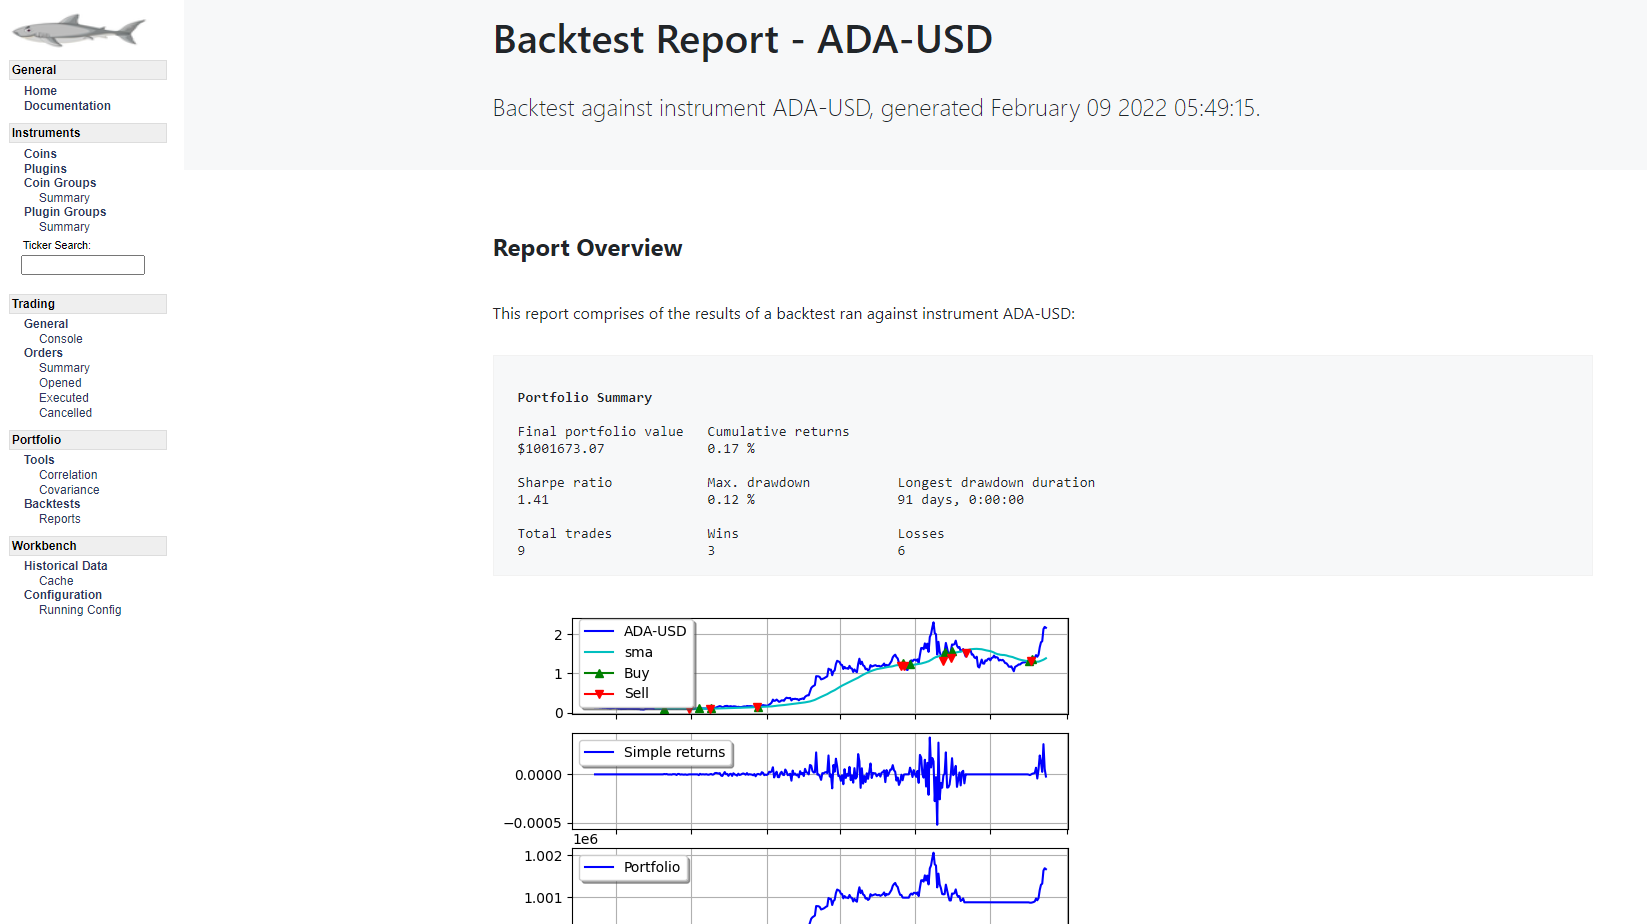 General
Home
Documentation
Instruments
Coins
Plugins
Coin Groups
Summary
Plugin Groups
Summary
Ticker Search:
Trading
General
Console
Orders
Summary
Opened
Executed
Cancelled
Portfolio
Tools
Correlation
Covariance
Backtests
Reports
Workbench
Historical Data
Cache
Configuration
Running Config
Backtest Report - ADA-USD
Backtest against instrument ADA-USD, generated February 09 2022 05:49:15.
Report Overview
This report comprises of the results of a backtest ran against instrument ADA-USD:
Portfolio Summary
Final portfolio value Cumulative returns
$1001673.07 0.17 %
Sharpe ratio Max. drawdown Longest drawdown duration
1.41 0.12 % 91 days, 0:00:00
Total trades Wins Losses
9 3 6
2
1
0
ADA-USD
sma
Buy
Sell
0.0000
−0.0005
Simple returns
1e6
1.002
1.001
Portfolio